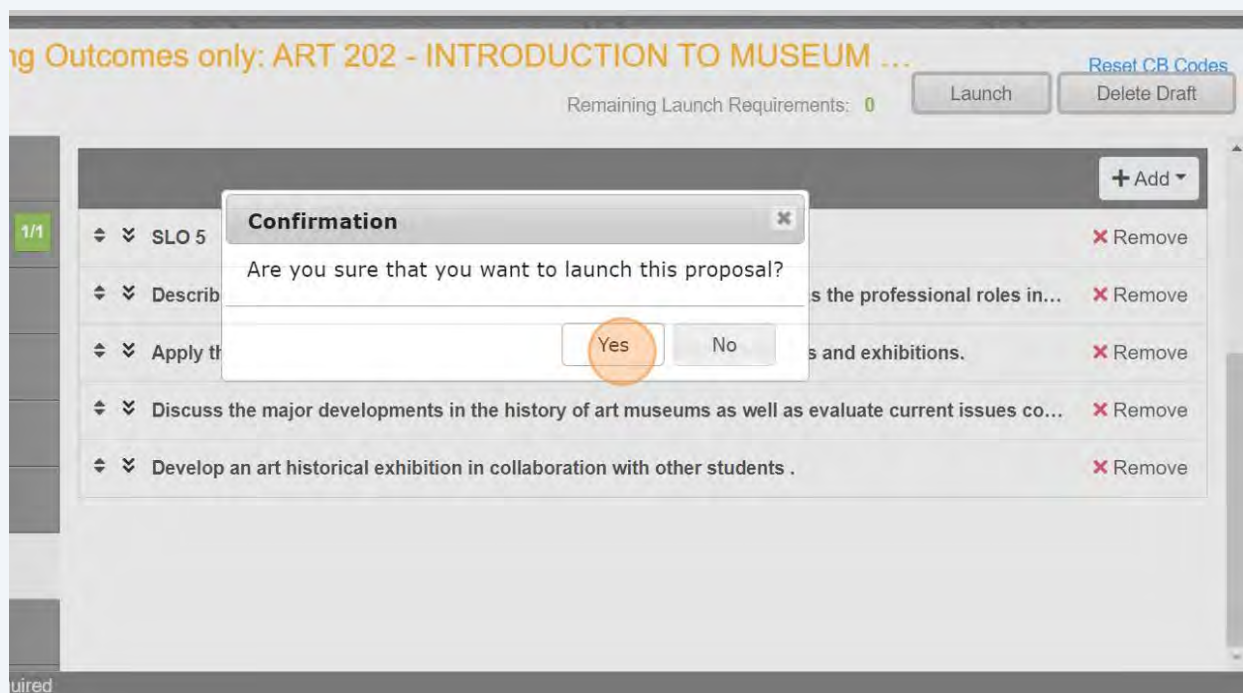 ng Outcomes only: ART 202 - INTRODUCTION TO MUSEUM ...
Reset CB Codes
Remaining Launch Requirements: 0
Launch
Delete Draft
+ Add
1/1
SLO 5
Remove
Confirmation
Are you sure that you want to launch this proposal?
Yes
No
Describ
s the professional roles in...
Remove
Apply th
s and exhibitions.
Remove
Discuss the major developments in the history of art museums as well as evaluate current issues co...
Remove
Develop an art historical exhibition in collaboration with other students .
Remove
uired